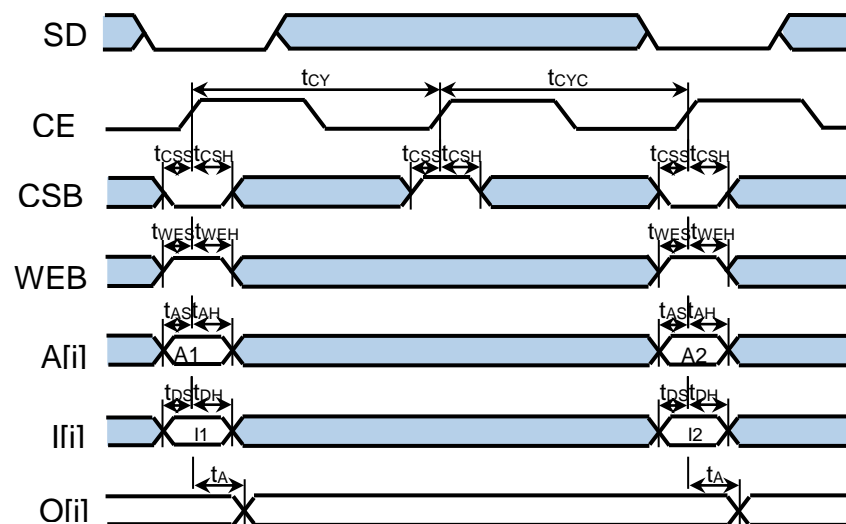 SD
tCY tCYC
CE
tCSS tCSH tCSS tCSH tCSS tCSH
CSB
tWES tWEH tWES tWEH
WEB
tAS tAH tAS tAH
A[i] A1 A2
tDS tDH tDS tDH
I[i] I1 I2
tA tA
O[i]